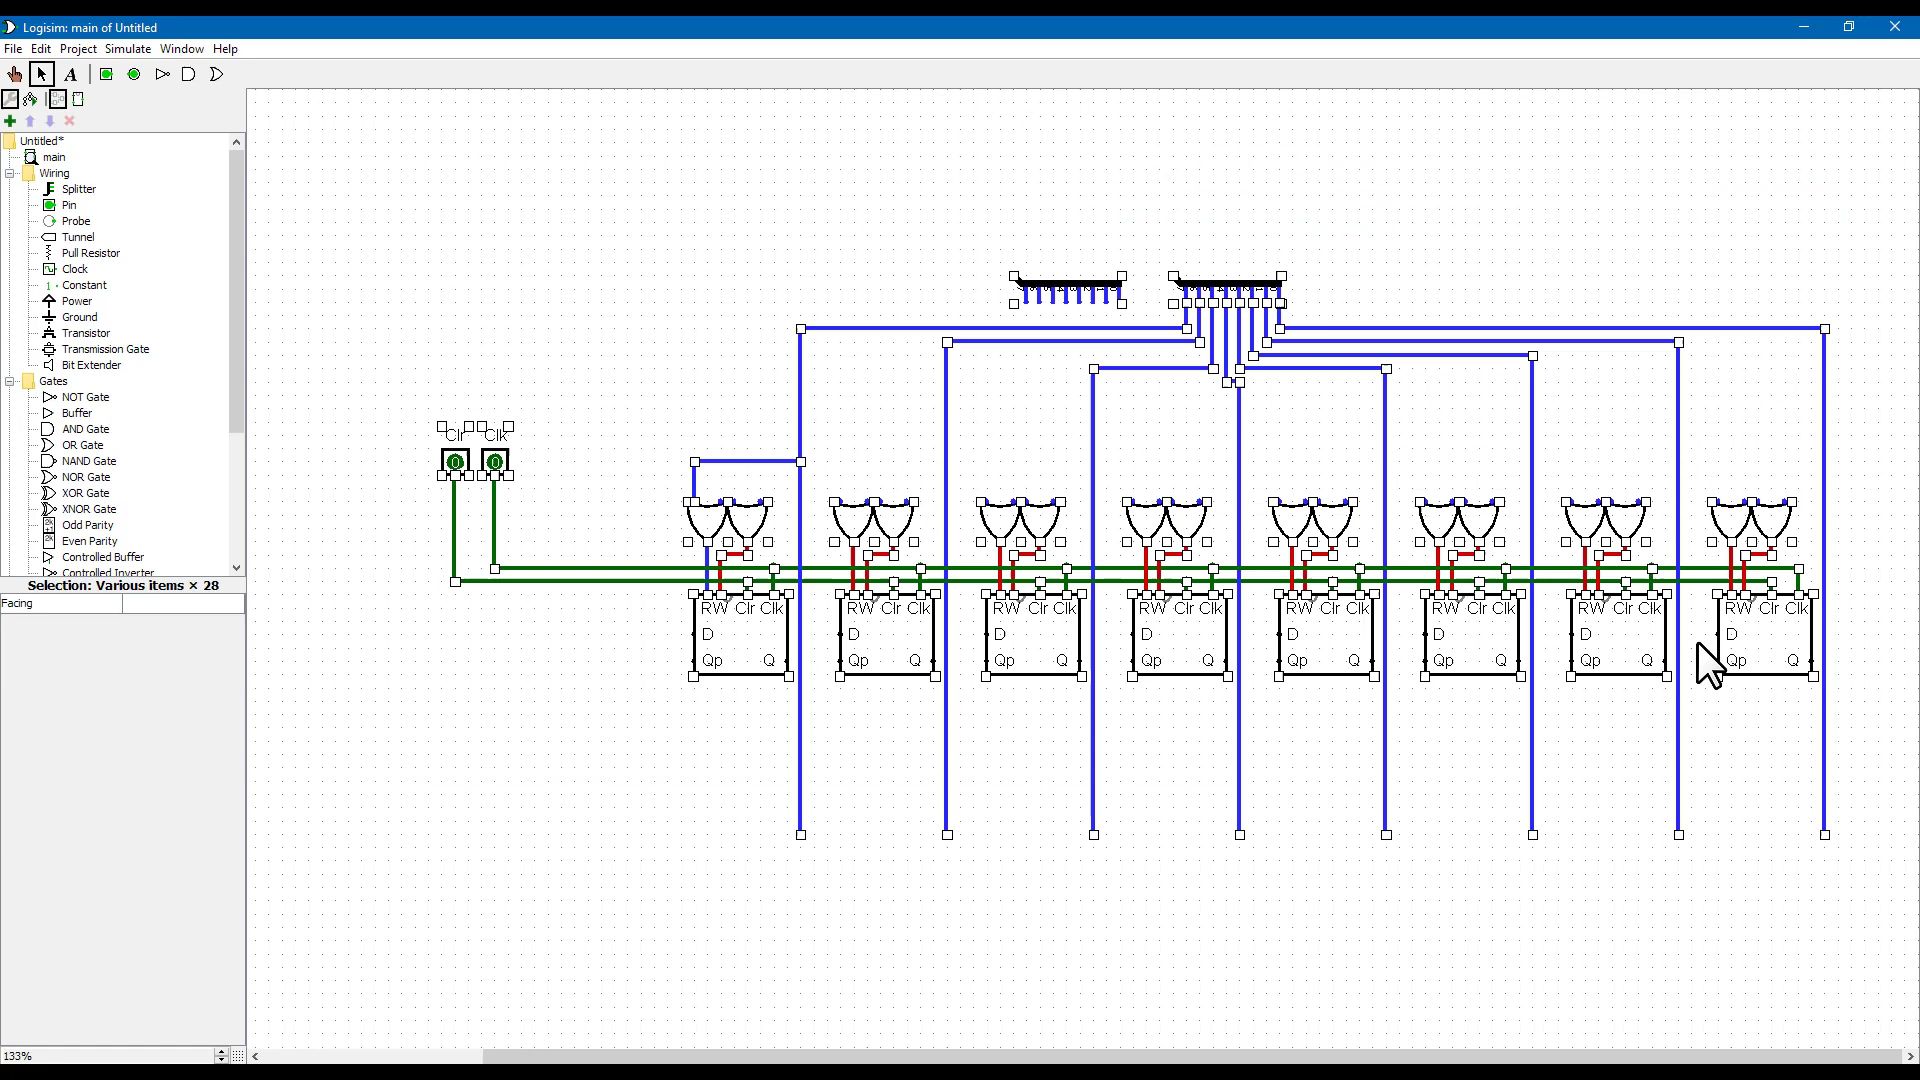 Logisim: main of Untitled
File Edit Project Simulate Window Help
A
Untitled*
main
Wiring
Splitter
Pin
Probe
Tunnel
Pull Resistor
Clock
Constant
Power
Ground
Transistor
Transmission Gate
Bit Extender
Gates
NOT Gate
Buffer
AND Gate
OR Gate
NAND Gate
NOR Gate
XOR Gate
XNOR Gate
Odd Parity
Even Parity
Controlled Buffer
Controlled Inverter
Selection: Various items × 28
Facing
133%
Clr Clk
0 0
RW Clr Clk RW Clr Clk RW Clr Clk RW Clr Clk RW Clr Clk RW Clr Clk RW Clr Clk RW Clr Clk
D D D D D D D D
Qp Q Qp Q Qp Q Qp Q Qp Q Qp Q Qp Q Qp Q